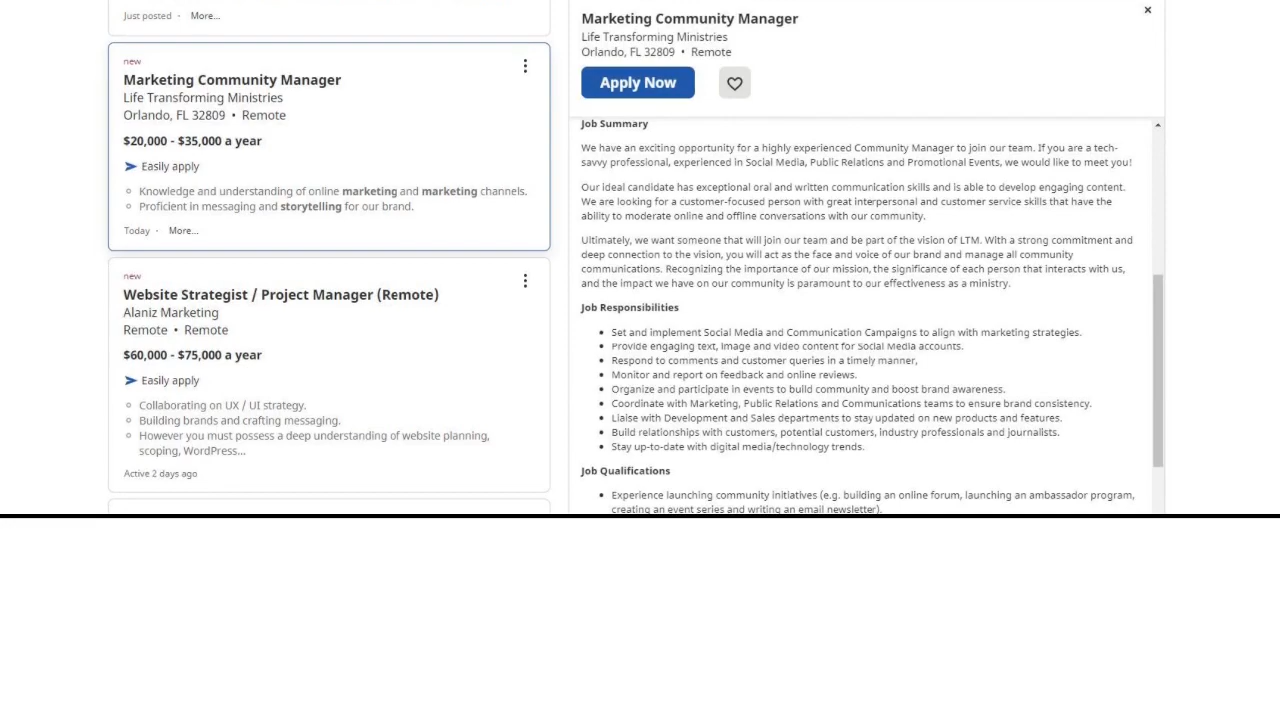 Just posted · More...
new
Marketing Community Manager
Life Transforming Ministries
Orlando, FL 32809 • Remote
$20,000 - $35,000 a year
Easily apply
Knowledge and understanding of online marketing and marketing channels.
Proficient in messaging and storytelling for our brand.
Today · More...
new
Website Strategist / Project Manager (Remote)
Alaniz Marketing
Remote • Remote
$60,000 - $75,000 a year
Easily apply
Collaborating on UX / UI strategy.
Building brands and crafting messaging.
However you must possess a deep understanding of website planning,
scoping, WordPress...
Active 2 days ago
Marketing Community Manager
Life Transforming Ministries
Orlando, FL 32809 • Remote
Apply Now
Job Summary
We have an exciting opportunity for a highly experienced Community Manager to join our team. If you are a tech-
savvy professional, experienced in Social Media, Public Relations and Promotional Events, we would like to meet you!
Our ideal candidate has exceptional oral and written communication skills and is able to develop engaging content.
We are looking for a customer-focused person with great interpersonal and customer service skills that have the
ability to moderate online and offline conversations with our community.
Ultimately, we want someone that will join our team and be part of the vision of LTM. With a strong commitment and
deep connection to the vision, you will act as the face and voice of our brand and manage all community
communications. Recognizing the importance of our mission, the significance of each person that interacts with us,
and the impact we have on our community is paramount to our effectiveness as a ministry.
Job Responsibilities
• Set and implement Social Media and Communication Campaigns to align with marketing strategies.
• Provide engaging text, image and video content for Social Media accounts.
• Respond to comments and customer queries in a timely manner,
• Monitor and report on feedback and online reviews.
• Organize and participate in events to build community and boost brand awareness.
• Coordinate with Marketing, Public Relations and Communications teams to ensure brand consistency.
• Liaise with Development and Sales departments to stay updated on new products and features.
• Build relationships with customers, potential customers, industry professionals and journalists.
• Stay up-to-date with digital media/technology trends.
Job Qualifications
• Experience launching community initiatives (e.g. building an online forum, launching an ambassador program,
creating an event series and writing an email newsletter).